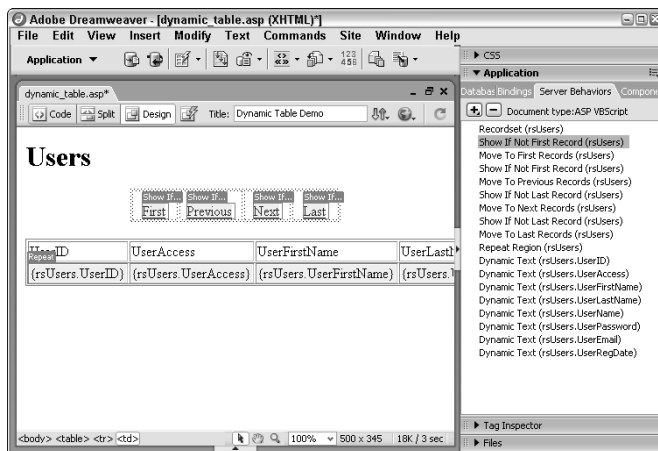 Adobe Dreamweaver - [dynamic_table.asp (XHTML)*]
File Edit View Insert Modify Text Commands Site Window Help
Application
dynamic_table.asp*
Code Split Design Title: Dynamic Table Demo
Users
Show If... Show If... Show If... Show If...
First Previous Next Last
UserID UserAccess UserFirstName
Repeat
(rsUsers.UserID) (rsUsers.UserAccess) (rsUsers.UserFirstName) (rsUsers.
<body> <table> <tr> <td> 100% 500 x 345 18K / 3 sec
CSS
Application
Databas Bindings Server Behaviors Compone
Document type:ASP VBScript
Recordset (rsUsers)
Show If Not First Record (rsUsers)
Move To First Records (rsUsers)
Show If Not First Record (rsUsers)
Move To Previous Records (rsUsers)
Show If Not Last Record (rsUsers)
Move To Next Records (rsUsers)
Show If Not Last Record (rsUsers)
Move To Last Records (rsUsers)
Repeat Region (rsUsers)
Dynamic Text (rsUsers.UserID)
Dynamic Text (rsUsers.UserAccess)
Dynamic Text (rsUsers.UserFirstName)
Dynamic Text (rsUsers.UserLastName)
Dynamic Text (rsUsers.UserName)
Dynamic Text (rsUsers.UserPassword)
Dynamic Text (rsUsers.UserEmail)
Dynamic Text (rsUsers.UserRegDate)
Tag Inspector
Files